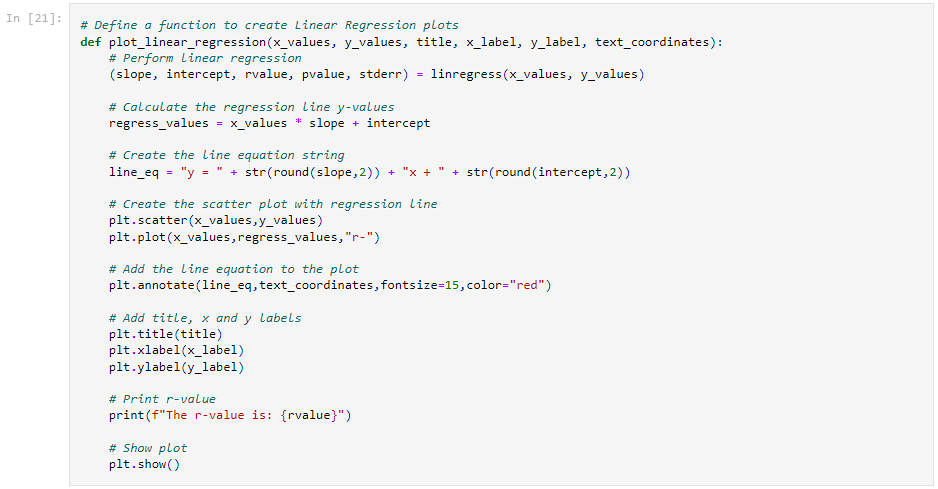 In [21]:
# Define a function to create Linear Regression plots
def plot_linear_regression(x_values, y_values, title, x_label, y_label, text_coordinates):
    # Perform linear regression
    (slope, intercept, rvalue, pvalue, stderr) = linregress(x_values, y_values)

    # Calculate the regression line y-values
    regress_values = x_values * slope + intercept

    # Create the line equation string
    line_eq = "y = " + str(round(slope,2)) + "x + " + str(round(intercept,2))

    # Create the scatter plot with regression line
    plt.scatter(x_values,y_values)
    plt.plot(x_values,regress_values,"r-")

    # Add the line equation to the plot
    plt.annotate(line_eq,text_coordinates,fontsize=15,color="red")

    # Add title, x and y labels
    plt.title(title)
    plt.xlabel(x_label)
    plt.ylabel(y_label)

    # Print r-value
    print(f"The r-value is: {rvalue}")

    # Show plot
    plt.show()